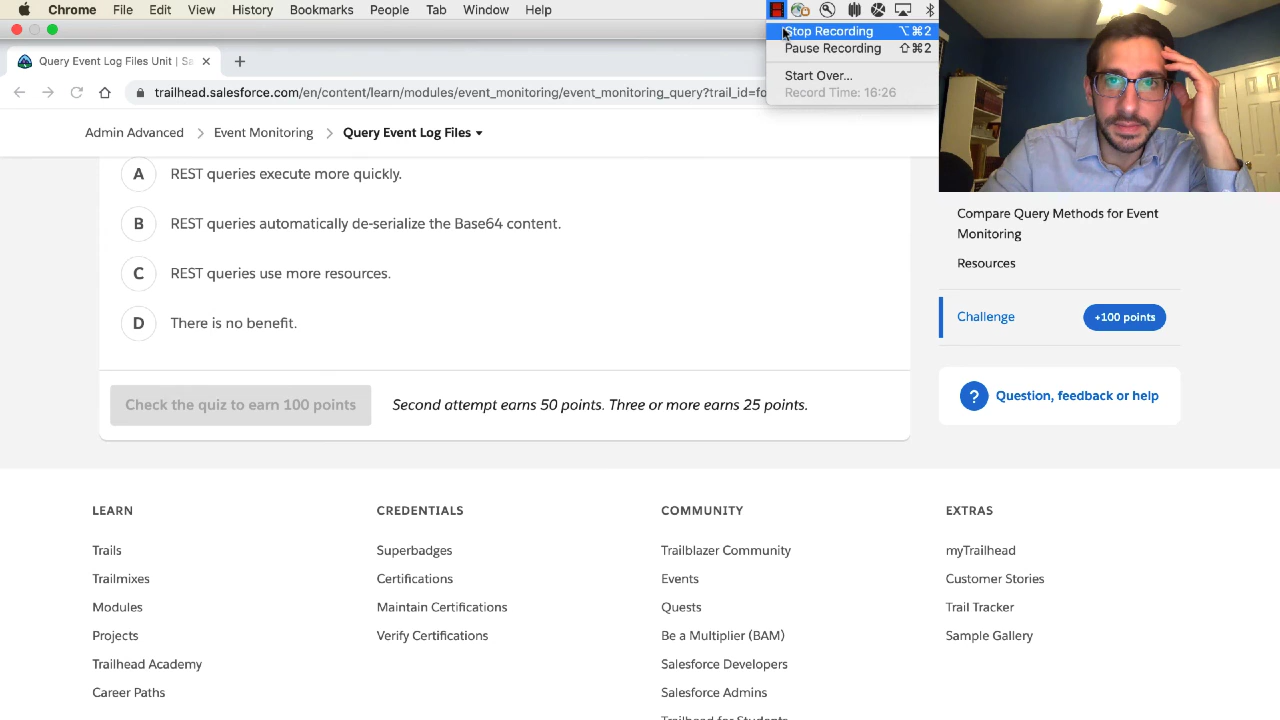 Chrome File Edit View History Bookmarks People Tab Window Help
Stop Recording ⌥⌘2
Pause Recording ⇧⌘2
Start Over...
Record Time: 16:26
Query Event Log Files Unit | Sa
trailhead.salesforce.com/en/content/learn/modules/event_monitoring/event_monitoring_query?trail_id=fo
Admin Advanced > Event Monitoring > Query Event Log Files
A REST queries execute more quickly.
B REST queries automatically de-serialize the Base64 content.
C REST queries use more resources.
D There is no benefit.
Check the quiz to earn 100 points
Second attempt earns 50 points. Three or more earns 25 points.
Compare Query Methods for Event
Monitoring
Resources
Challenge +100 points
? Question, feedback or help
LEARN
Trails
Trailmixes
Modules
Projects
Trailhead Academy
Career Paths
CREDENTIALS
Superbadges
Certifications
Maintain Certifications
Verify Certifications
COMMUNITY
Trailblazer Community
Events
Quests
Be a Multiplier (BAM)
Salesforce Developers
Salesforce Admins
Trailhead for Students
EXTRAS
myTrailhead
Customer Stories
Trail Tracker
Sample Gallery